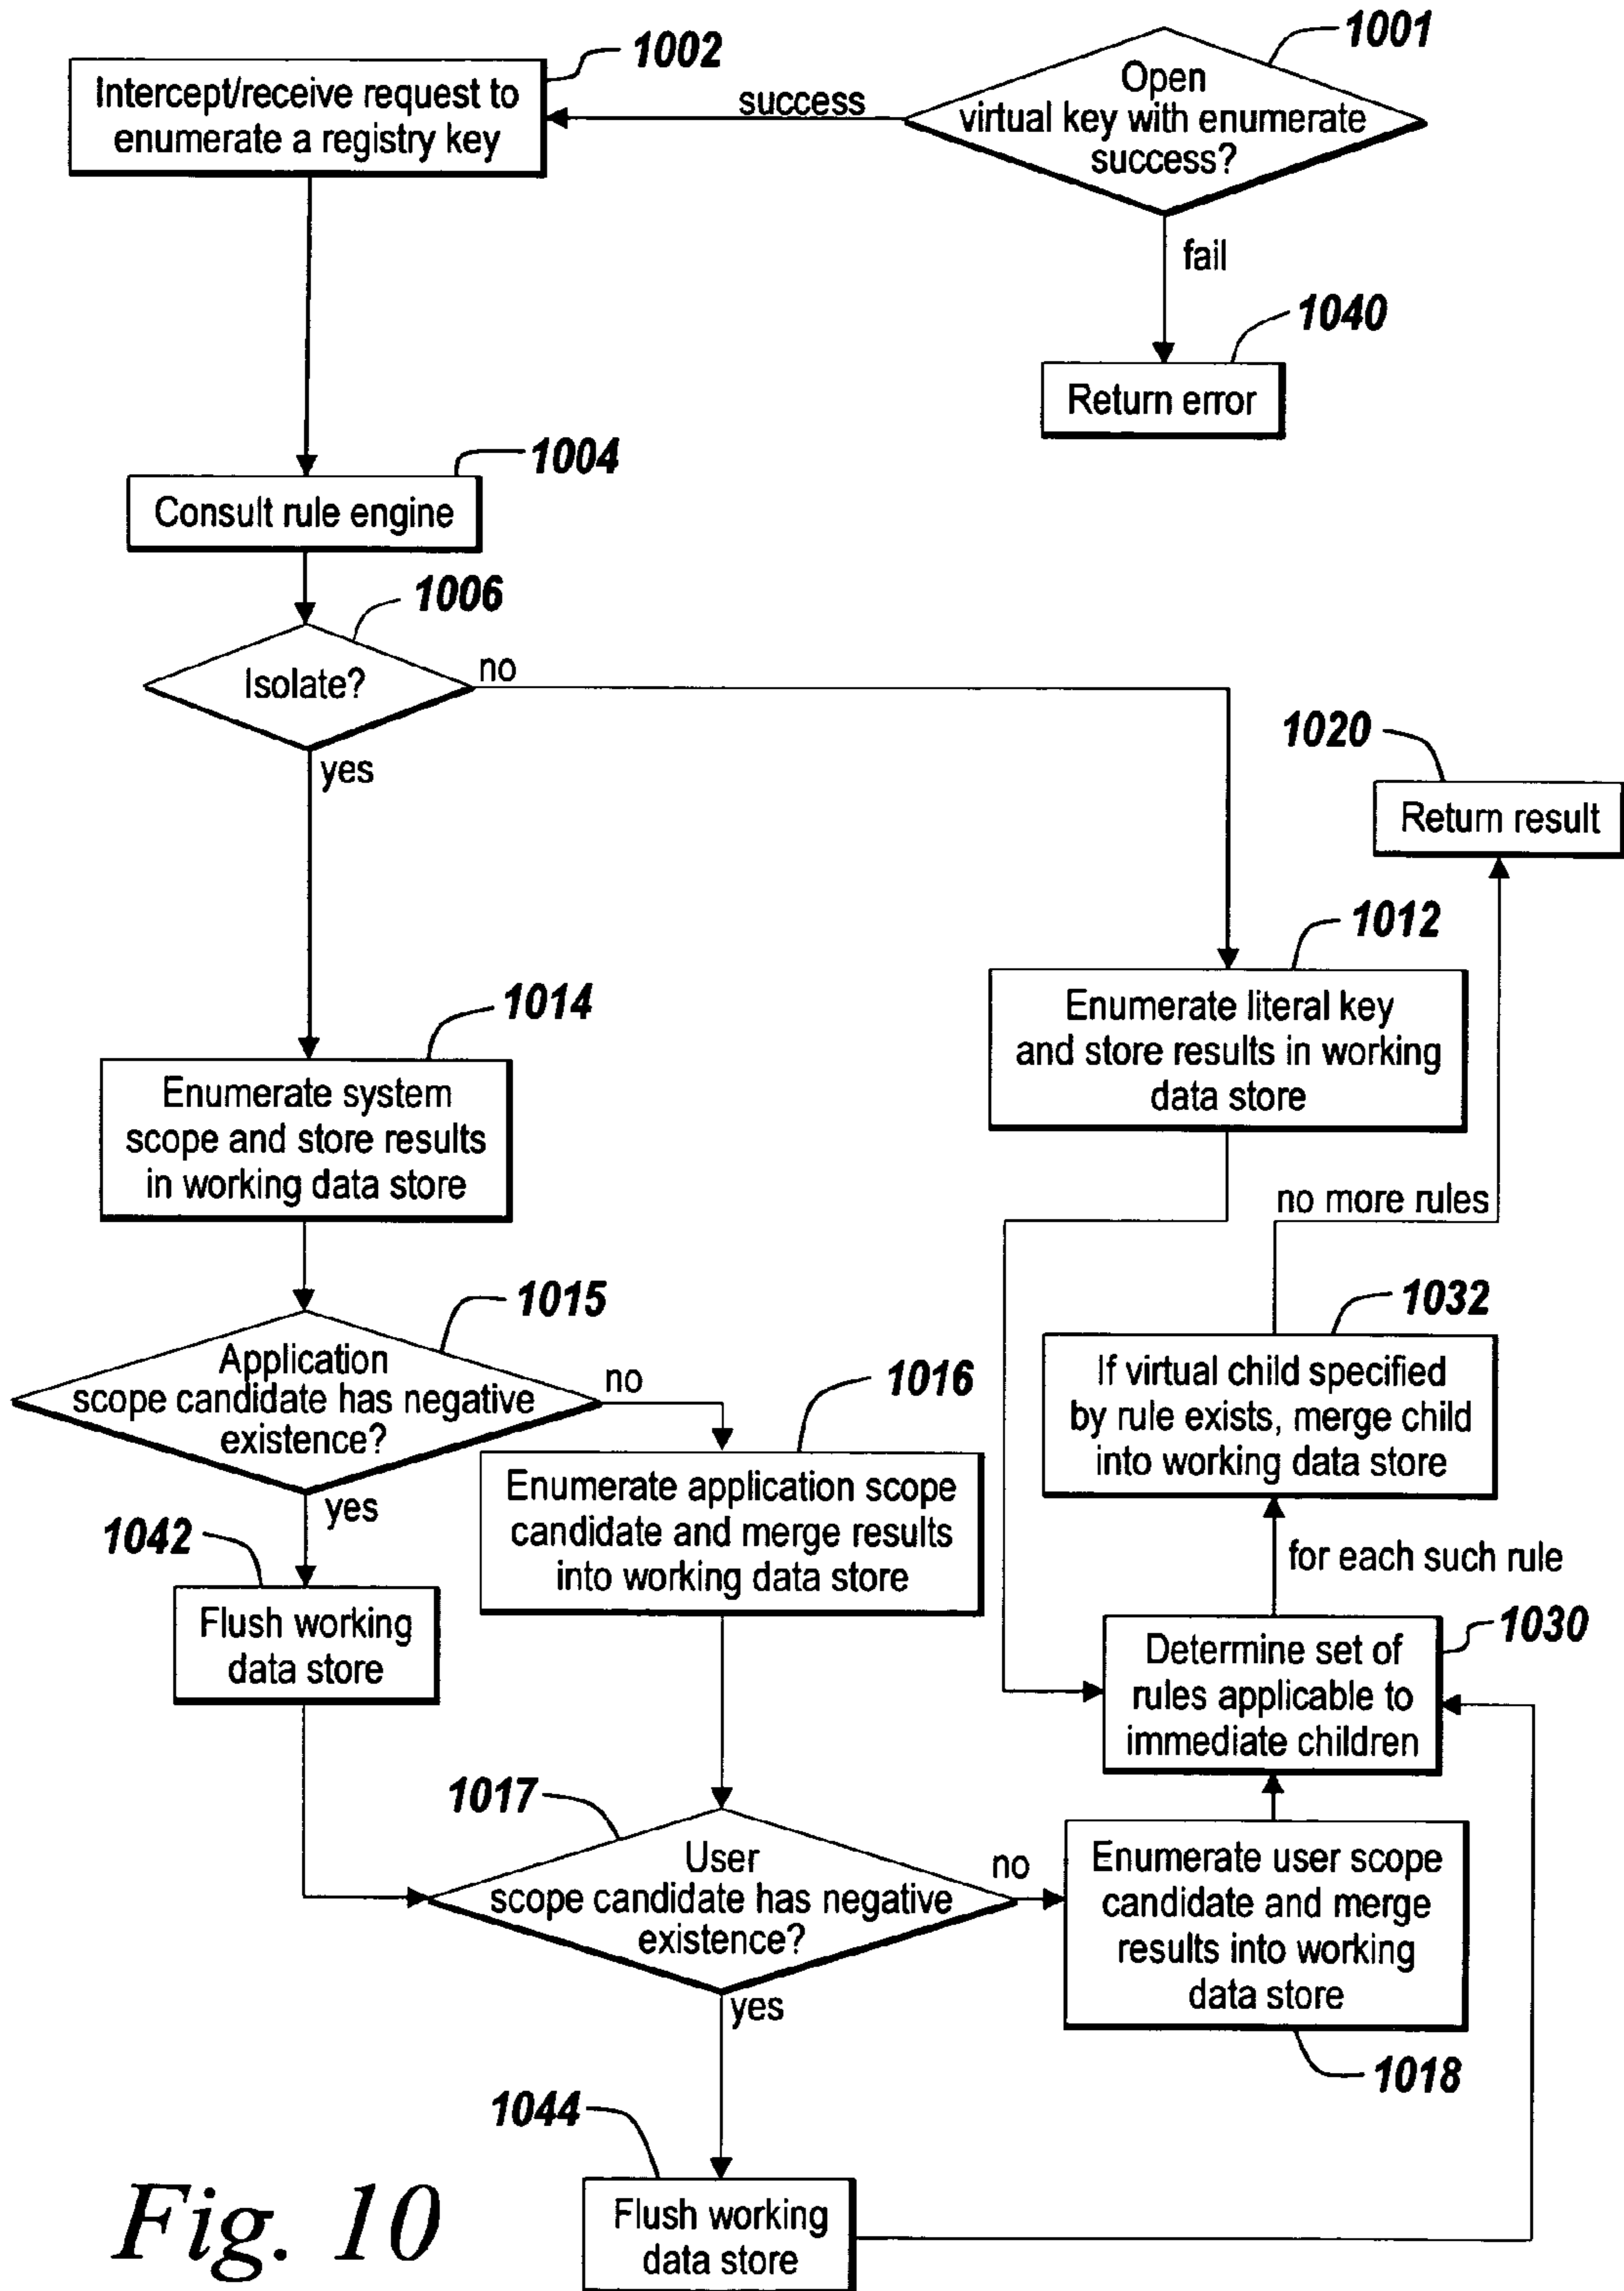 1001
Open
virtual key with enumerate
success?
success
1002
Intercept/receive request to
enumerate a registry key
fail
1040
Return error
1004
Consult rule engine
1006
Isolate?
no
yes
1020
Return result
1012
Enumerate literal key
and store results in working
data store
1014
Enumerate system
scope and store results
in working data store
no more rules
1015
Application
scope candidate has negative
existence?
no
yes
1016
Enumerate application scope
candidate and merge results
into working data store
1032
If virtual child specified
by rule exists, merge child
into working data store
for each such rule
1042
Flush working
data store
1030
Determine set of
rules applicable to
immediate children
1017
User
scope candidate has negative
existence?
no
yes
Enumerate user scope
candidate and merge
results into working
data store
1018
1044
Flush working
data store
Fig. 10